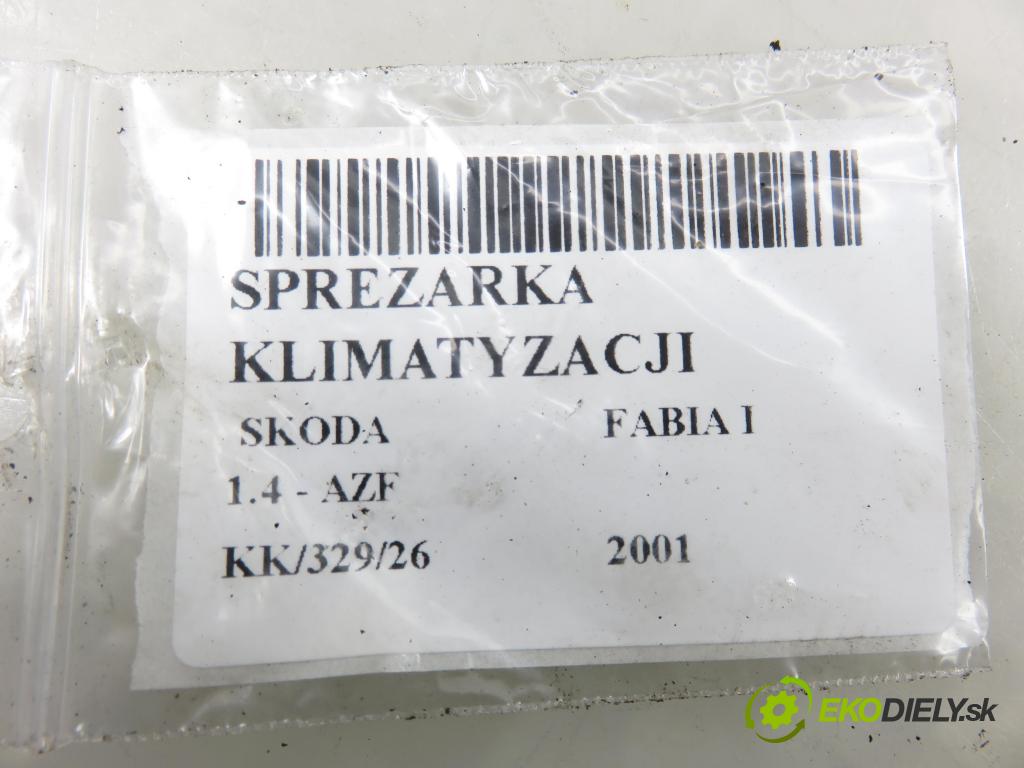 SPREZARKA
KLIMATYZACJI
SKODA FABIA I
1.4 - AZF
KK/329/26 2001
EKODIELY.sk